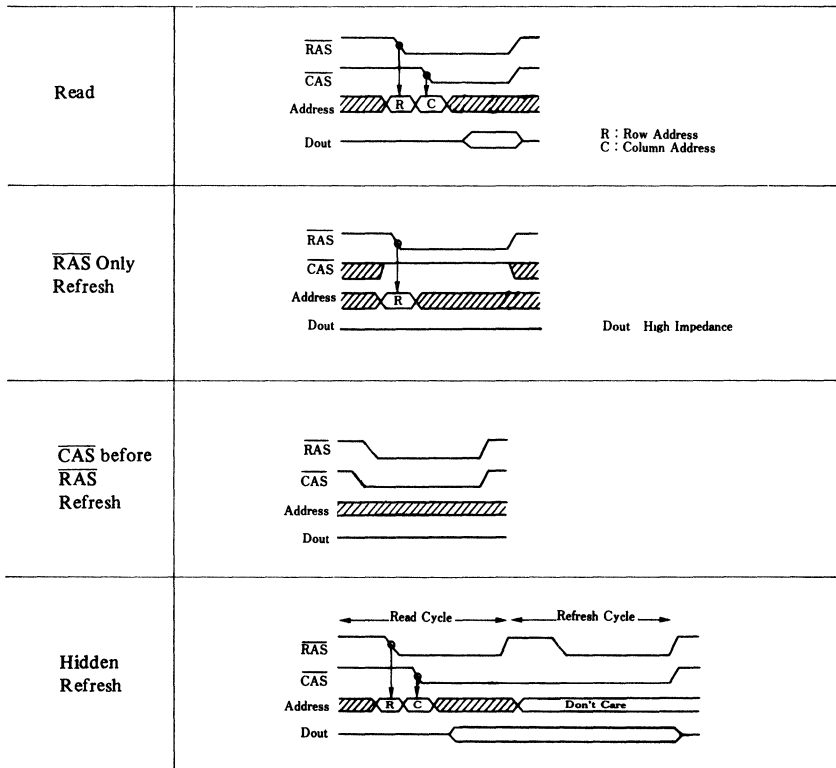 Read
RAS
CAS
Address R C
Dout
R : Row Address
C : Column Address
RAS Only
Refresh
RAS
CAS
Address R
Dout
Dout High Impedance
CAS before
RAS
Refresh
RAS
CAS
Address
Dout
Hidden
Refresh
Read Cycle Refresh Cycle
RAS
CAS
Address R C Don't Care
Dout